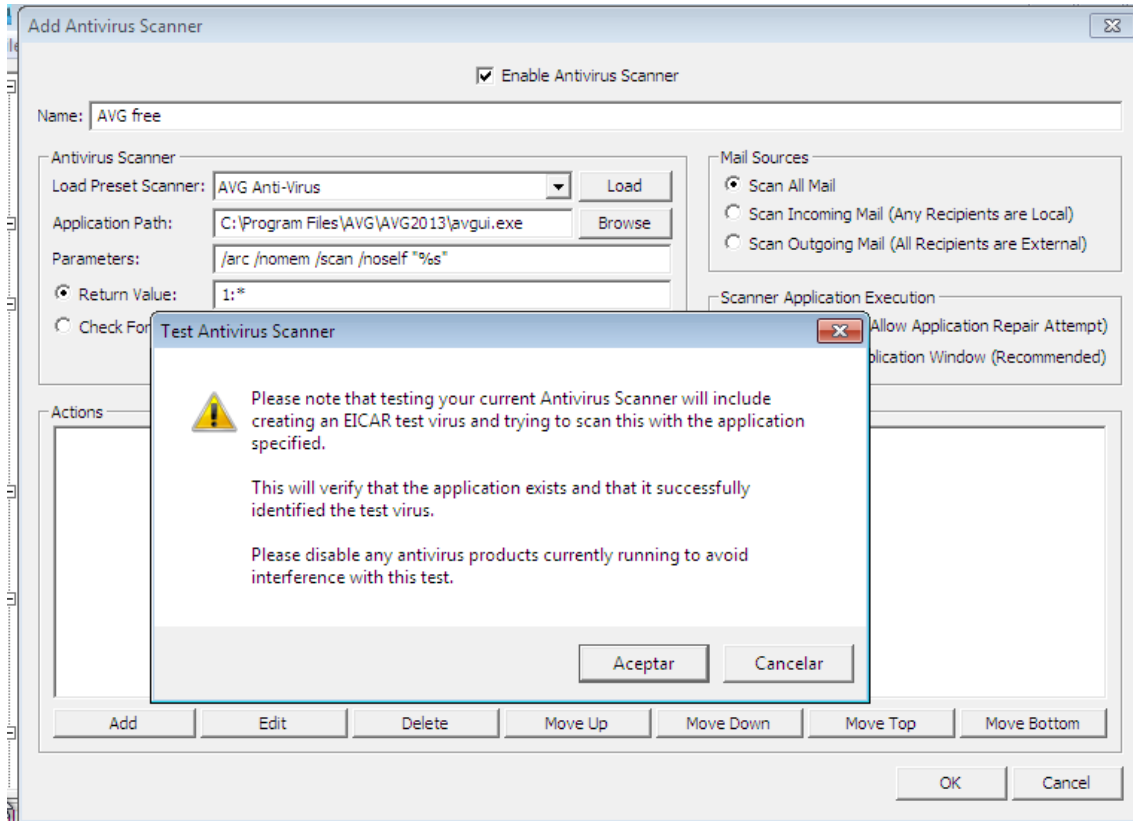 Add Antivirus Scanner
Enable Antivirus Scanner
Name: AVG free
Antivirus Scanner
Load Preset Scanner: AVG Anti-Virus Load
Application Path: C:\Program Files\AVG\AVG2013\avgui.exe Browse
Parameters: /arc /nomem /scan /noself "%s"
Return Value: 1:*
Check For
Mail Sources
Scan All Mail
Scan Incoming Mail (Any Recipients are Local)
Scan Outgoing Mail (All Recipients are External)
Scanner Application Execution
Allow Application Repair Attempt)
plication Window (Recommended)
Test Antivirus Scanner
Please note that testing your current Antivirus Scanner will include
creating an EICAR test virus and trying to scan this with the application
specified.
This will verify that the application exists and that it successfully
identified the test virus.
Please disable any antivirus products currently running to avoid
interference with this test.
Aceptar Cancelar
Actions
Add Edit Delete Move Up Move Down Move Top Move Bottom
OK Cancel